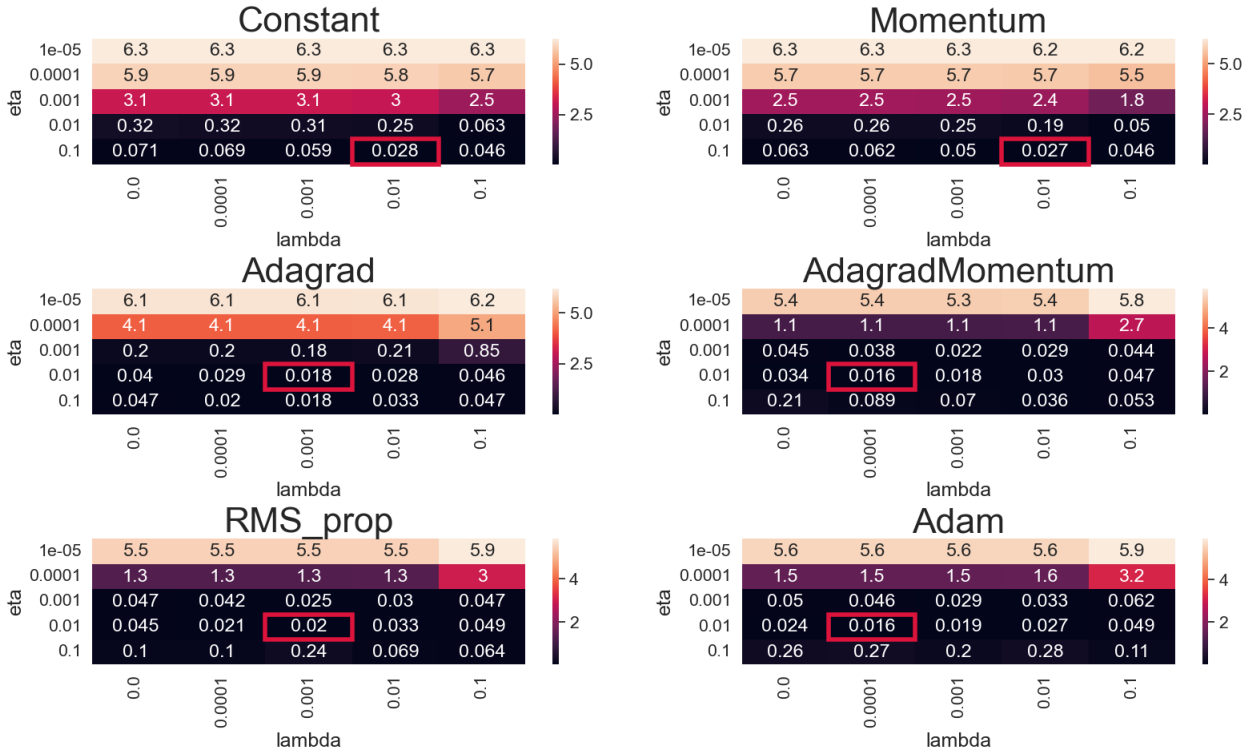 Constant
eta
1e-05 6.3 6.3 6.3 6.3 6.3
0.0001 5.9 5.9 5.9 5.8 5.7
0.001 3.1 3.1 3.1 3 2.5
0.01 0.32 0.32 0.31 0.25 0.063
0.1 0.071 0.069 0.059 0.028 0.046
0.0 0.0001 0.001 0.01 0.1
lambda
5.0
2.5
Momentum
eta
1e-05 6.3 6.3 6.3 6.2 6.2
0.0001 5.7 5.7 5.7 5.7 5.5
0.001 2.5 2.5 2.5 2.4 1.8
0.01 0.26 0.26 0.25 0.19 0.05
0.1 0.063 0.062 0.05 0.027 0.046
0.0 0.0001 0.001 0.01 0.1
lambda
5.0
2.5
Adagrad
eta
1e-05 6.1 6.1 6.1 6.1 6.2
0.0001 4.1 4.1 4.1 4.1 5.1
0.001 0.2 0.2 0.18 0.21 0.85
0.01 0.04 0.029 0.018 0.028 0.046
0.1 0.047 0.02 0.018 0.033 0.047
0.0 0.0001 0.001 0.01 0.1
lambda
5.0
2.5
AdagradMomentum
eta
1e-05 5.4 5.4 5.3 5.4 5.8
0.0001 1.1 1.1 1.1 1.1 2.7
0.001 0.045 0.038 0.022 0.029 0.044
0.01 0.034 0.016 0.018 0.03 0.047
0.1 0.21 0.089 0.07 0.036 0.053
0.0 0.0001 0.001 0.01 0.1
lambda
4
2
RMS_prop
eta
1e-05 5.5 5.5 5.5 5.5 5.9
0.0001 1.3 1.3 1.3 1.3 3
0.001 0.047 0.042 0.025 0.03 0.047
0.01 0.045 0.021 0.02 0.033 0.049
0.1 0.1 0.1 0.24 0.069 0.064
0.0 0.0001 0.001 0.01 0.1
lambda
4
2
Adam
eta
1e-05 5.6 5.6 5.6 5.6 5.9
0.0001 1.5 1.5 1.5 1.6 3.2
0.001 0.05 0.046 0.029 0.033 0.062
0.01 0.024 0.016 0.019 0.027 0.049
0.1 0.26 0.27 0.2 0.28 0.11
0.0 0.0001 0.001 0.01 0.1
lambda
4
2